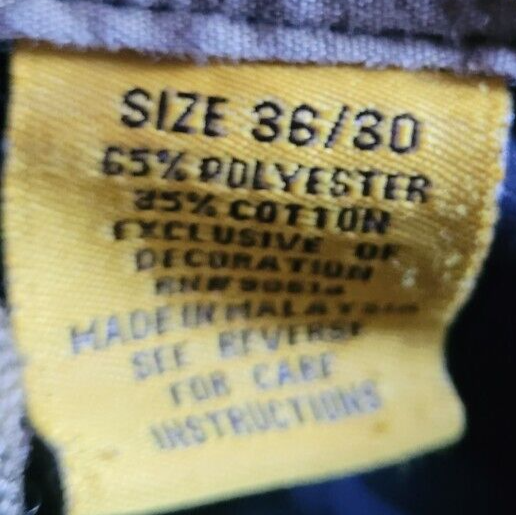 SIZE 36/30
65% POLYESTER
35% COTTON
EXCLUSIVE OF
DECORATION
MADE IN MALAYSIA
SEE REVERSE
FOR CARE
INSTRUCTIONS